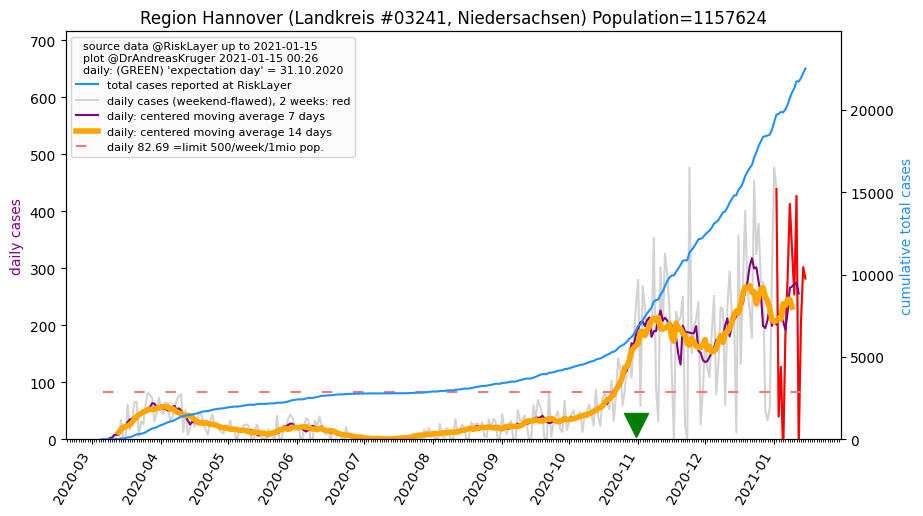 Region Hannover (Landkreis #03241, Niedersachsen) Population=1157624
source data @RiskLayer up to 2021-01-15
plot @DrAndreasKruger 2021-01-15 00:26
daily: (GREEN) 'expectation day' = 31.10.2020
total cases reported at RiskLayer
daily cases (weekend-flawed), 2 weeks: red
daily: centered moving average 7 days
daily: centered moving average 14 days
daily 82.69 =limit 500/week/1mio pop.
daily cases
700
600
500
400
300
200
100
0
cumulative total cases
20000
15000
10000
5000
0
2020-03
2020-04
2020-05
2020-06
2020-07
2020-08
2020-09
2020-10
2020-11
2020-12
2021-01